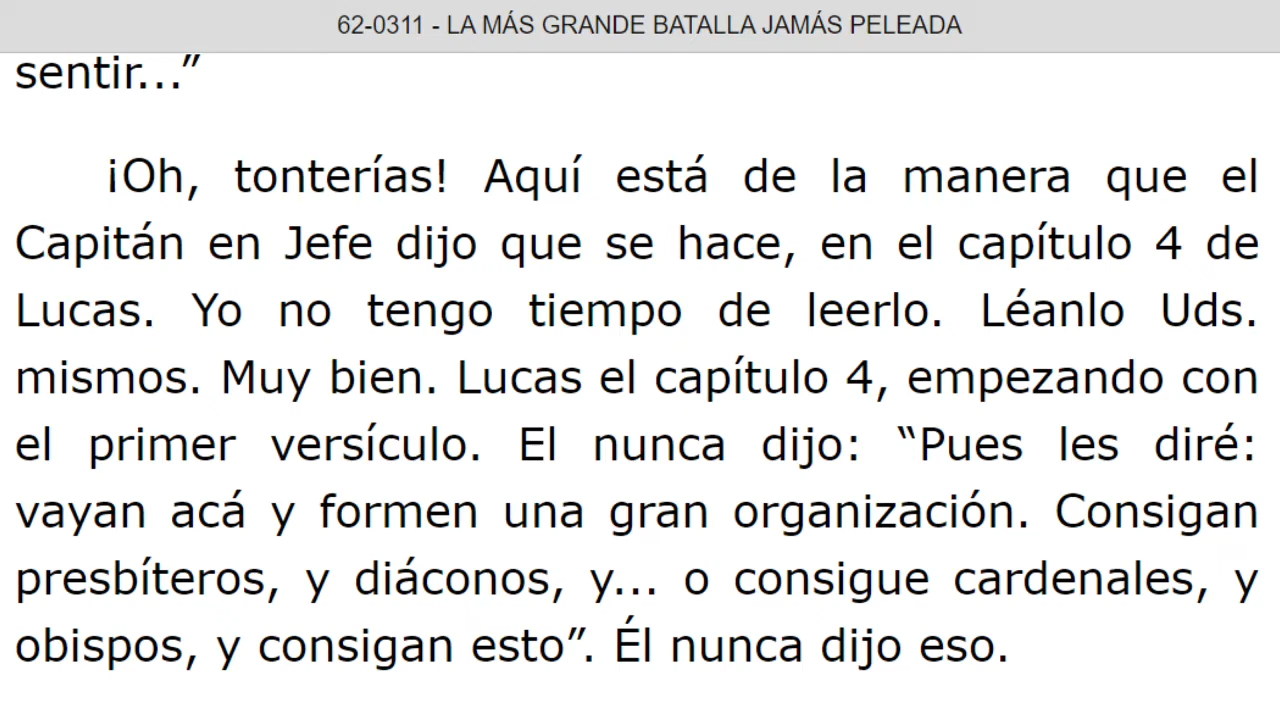 62-0311 - LA MÁS GRANDE BATALLA JAMÁS PELEADA
sentir...”
¡Oh, tonterías! Aquí está de la manera que el
Capitán en Jefe dijo que se hace, en el capítulo 4 de
Lucas. Yo no tengo tiempo de leerlo. Léanlo Uds.
mismos. Muy bien. Lucas el capítulo 4, empezando con
el primer versículo. El nunca dijo: “Pues les diré:
vayan acá y formen una gran organización. Consigan
presbíteros, y diáconos, y... o consigue cardenales, y
obispos, y consigan esto”. Él nunca dijo eso.